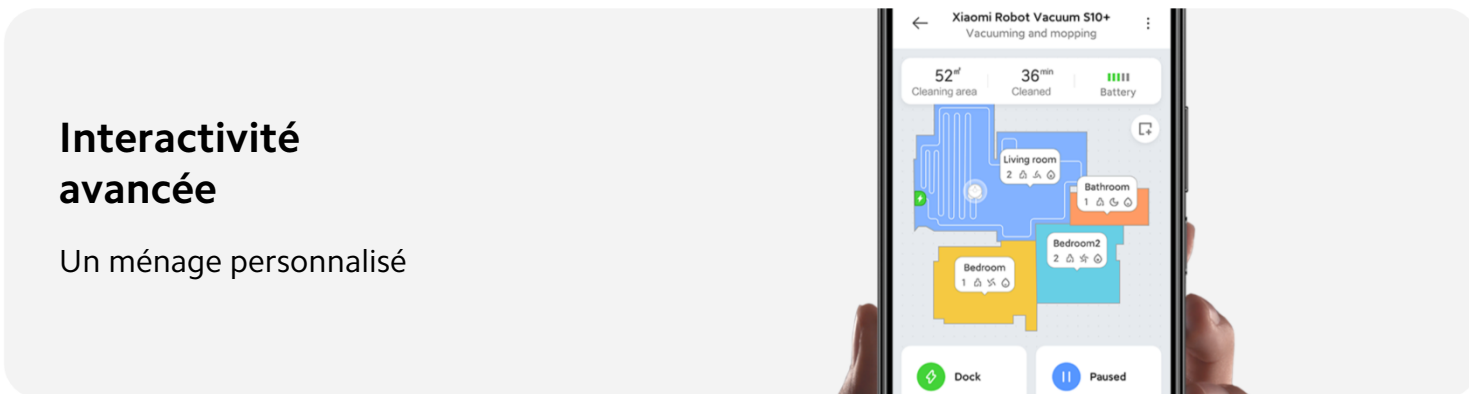 Interactivité
avancée
Un ménage personnalisé
Xiaomi Robot Vacuum S10+
Vacuuming and mopping
52㎡ 36min
Cleaning area Cleaned Battery
Living room
2
Bathroom
1
Bedroom2
2
Bedroom
1
Dock Paused